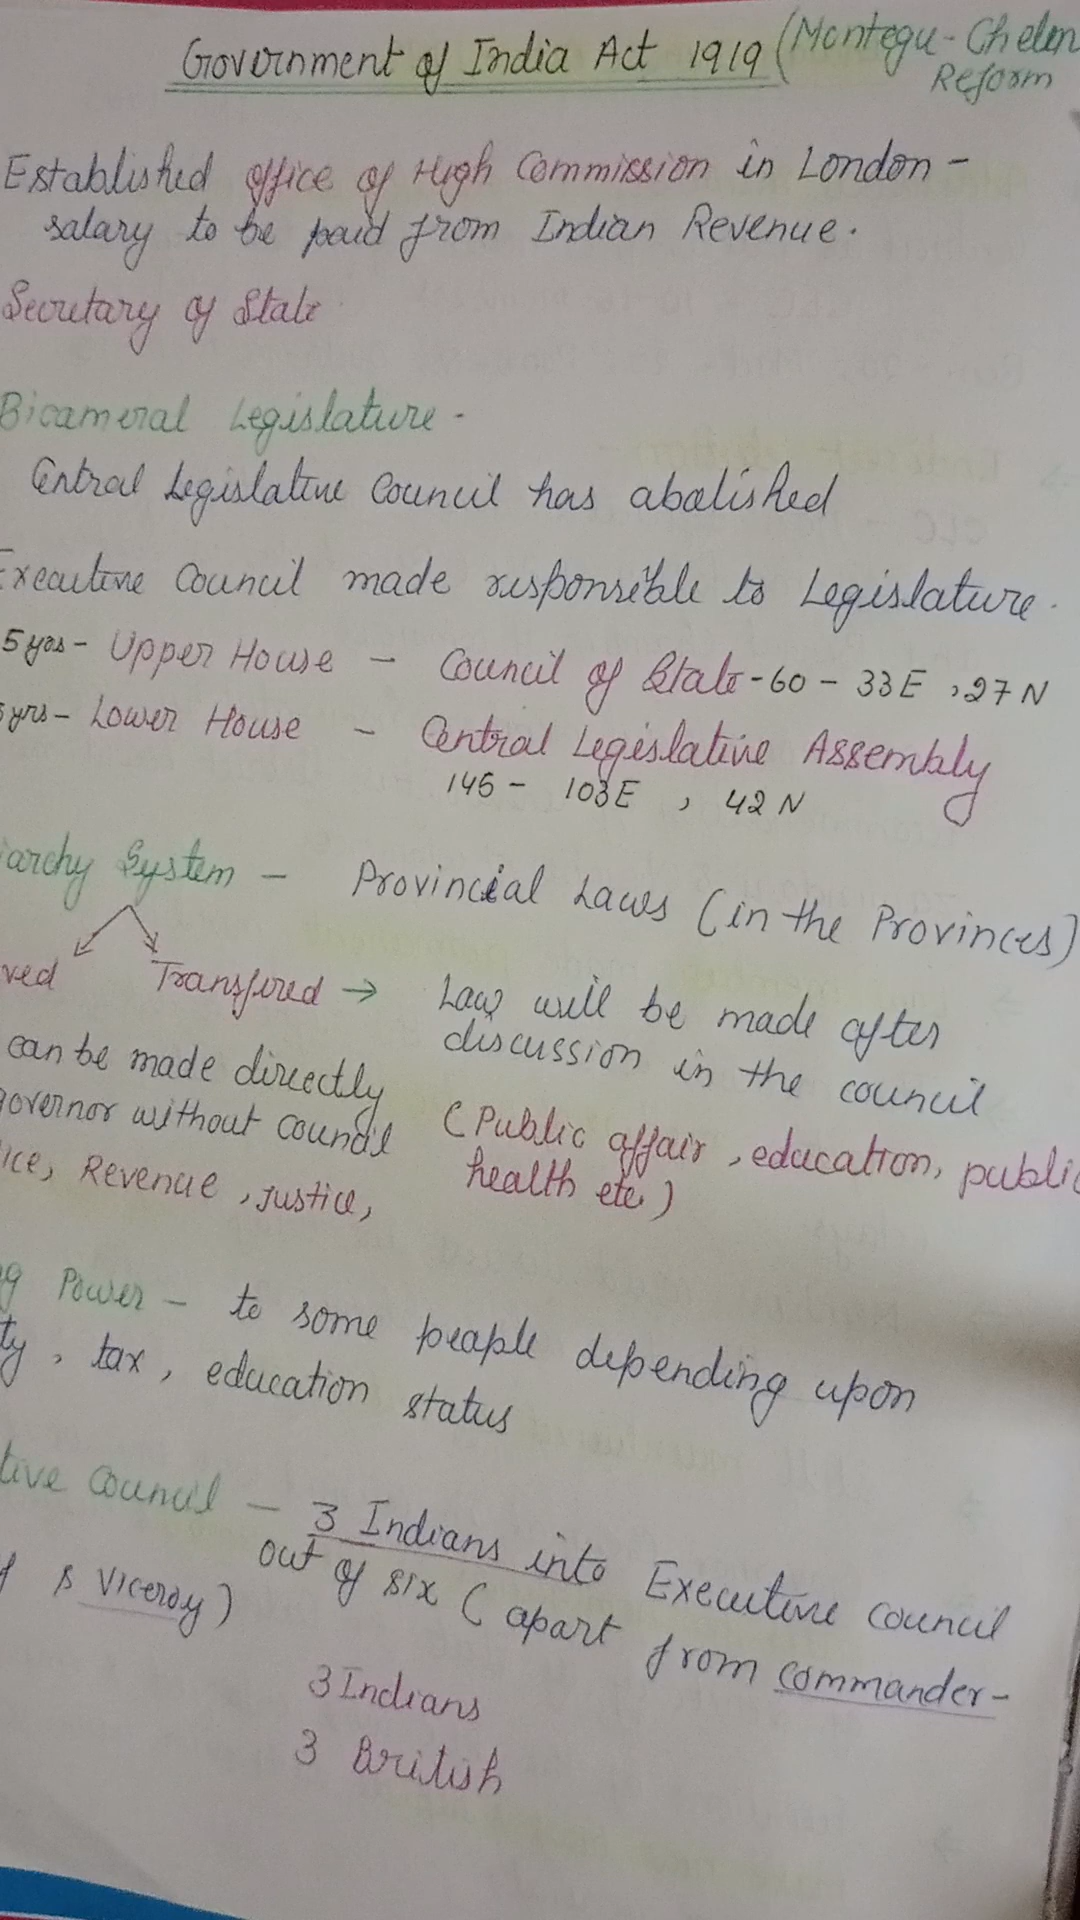 Government of India Act 1919 (Montegu-Chelm
Reform
Established office of High Commission in London -
salary to be paid from Indian Revenue.
Secretary of State
Bicameral Legislature -
Central Legislative Council has abolished
Executive Council made responsible to Legislature.
5 yrs - Upper House - Council of State - 60 - 33E , 27 N
yrs - Lower House - Central Legislative Assembly
145 - 103E , 42 N
archy System - Provincial Laws (in the Provinces)
ved Transfered → Law will be made after
discussion in the council
can be made directly
governor without council (Public affair, education, public
ice, Revenue, justice, health etc.)
g Power - to some people depending upon
ty, tax, education status
tive Council - 3 Indians into Executive council
out of six (apart from commander-
f & Viceroy)
3 Indians
3 British